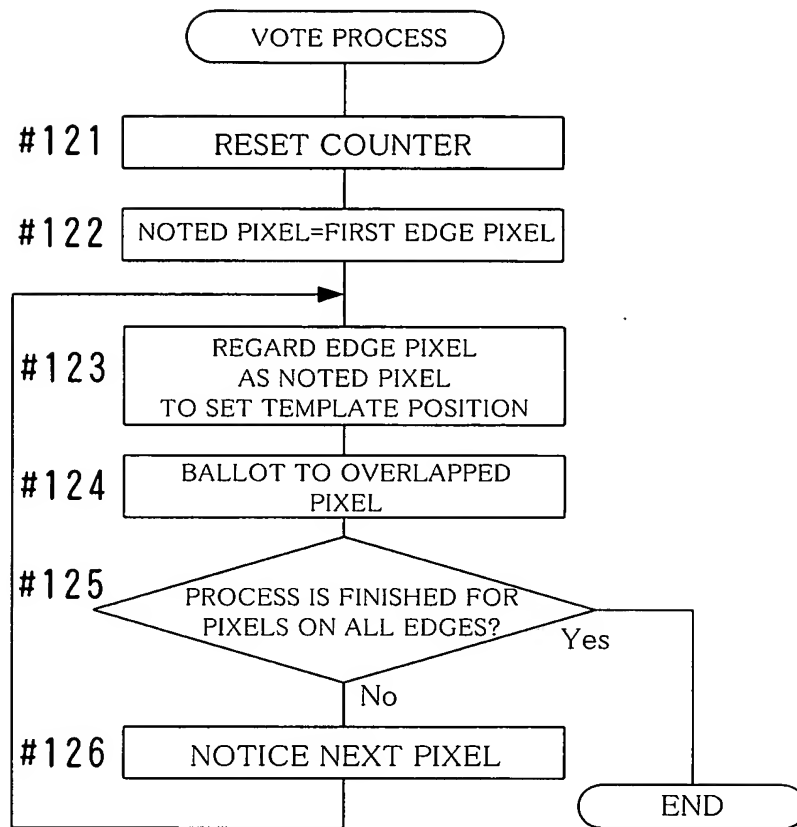 VOTE PROCESS
#121 RESET COUNTER
#122 NOTED PIXEL=FIRST EDGE PIXEL
#123
REGARD EDGE PIXEL
AS NOTED PIXEL
TO SET TEMPLATE POSITION
#124
BALLOT TO OVERLAPPED
PIXEL
#125
PROCESS IS FINISHED FOR
PIXELS ON ALL EDGES?
Yes
No
#126 NOTICE NEXT PIXEL
END